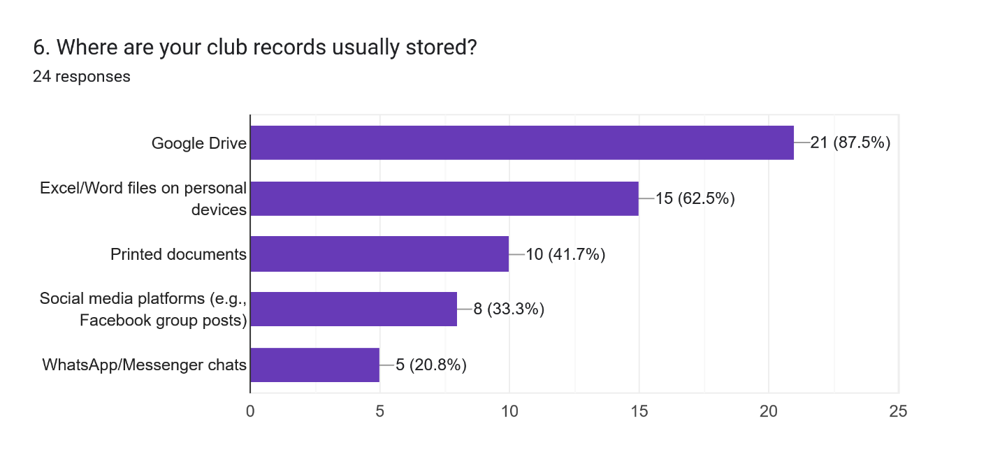 6. Where are your club records usually stored?
24 responses
Google Drive
21 (87.5%)
Excel/Word files on personal
devices
15 (62.5%)
Printed documents
10 (41.7%)
Social media platforms (e.g.,
Facebook group posts)
8 (33.3%)
WhatsApp/Messenger chats
5 (20.8%)
0 5 10 15 20 25